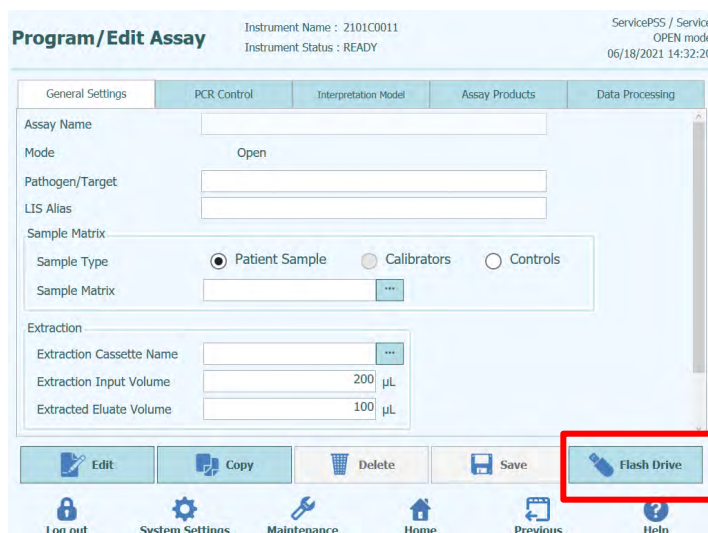 Program/Edit Assay
Instrument Name : 2101C0011
Instrument Status : READY
ServicePSS / Service
OPEN mode
06/18/2021 14:32:20
General Settings
PCR Control
Interpretation Model
Assay Products
Data Processing
Assay Name
Mode Open
Pathogen/Target
LIS Alias
Sample Matrix
Sample Type Patient Sample Calibrators Controls
Sample Matrix ...
Extraction
Extraction Cassette Name ...
Extraction Input Volume 200 µL
Extracted Eluate Volume 100 µL
Edit
Copy
Delete
Save
Flash Drive
Log out
System Settings
Maintenance
Home
Previous
Help